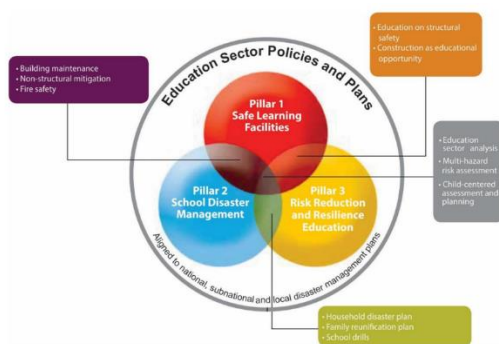 Education Sector Policies and Plans
• Education on structural
safety
• Construction as educational
opportunity
• Building maintenance
• Non-structural mitigation
• Fire safety
Pillar 1
Safe Learning
Facilities
• Education
sector analysis
• Multi-hazard
risk assessment
• Child-centered
assessment and
planning
Pillar 2
School Disaster
Management
Pillar 3
Risk Reduction
and Resilience
Education
Aligned to national, subnational and local disaster management plans
• Household disaster plan
• Family reunification plan
• School drills